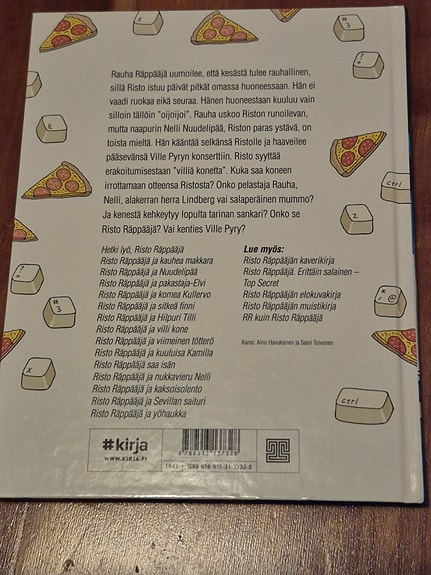 Rauha Räppääjä uumoilee, että kesästä tulee rauhallinen,
sillä Risto istuu päivät pitkät omassa huoneessaan. Hän ei
vaadi ruokaa eikä seuraa. Hänen huoneestaan kuuluu vain
silloin tällöin "oijoijoi". Rauha uskoo Riston runoilevan,
mutta naapurin Nelli Nuudelipää, Riston paras ystävä, on
toista mieltä. Hän kääntää selkänsä Ristolle ja haaveilee
pääsevänsä Ville Pyryn konserttiin. Risto syyttää
erakoitumisestaan "villiä konetta". Kuka saa koneen
irrottamaan otteensa Ristosta? Onko pelastaja Rauha,
Nelli, alakerran herra Lindberg vai salaperäinen mummo?
Ja kenestä kehkeytyy lopulta tarinan sankari? Onko se
Risto Räppääjä? Vai kenties Ville Pyry?
Hetki lyö, Risto Räppääjä
Risto Räppääjä ja kauhea makkara
Risto Räppääjä ja Nuudelipää
Risto Räppääjä ja pakastaja-Elvi
Risto Räppääjä ja komea Kullervo
Risto Räppääjä ja sitkeä finni
Risto Räppääjä ja Hilpuri Tilli
Risto Räppääjä ja villi kone
Risto Räppääjä ja viimeinen tötterö
Risto Räppääjä ja kuuluisa Kamilla
Risto Räppääjä saa isän
Risto Räppääjä ja nukkavieru Nelli
Risto Räppääjä ja kaksoisolento
Risto Räppääjä ja Sevillan saituri
Risto Räppääjä ja yöhaukka
Lue myös:
Risto Räppääjän kaverikirja
Risto Räppääjä. Erittäin salainen –
Top Secret
Risto Räppääjän elokuvakirja
Risto Räppääjän muistikirja
RR kuin Risto Räppääjä
Kansi: Aino Havukainen ja Sami Toivonen
#kirja
WWW.KIRJA.FI
X
#
3
?
+
E
ctrl
Z
?
+
#
3
*
/ @
X
ctrl